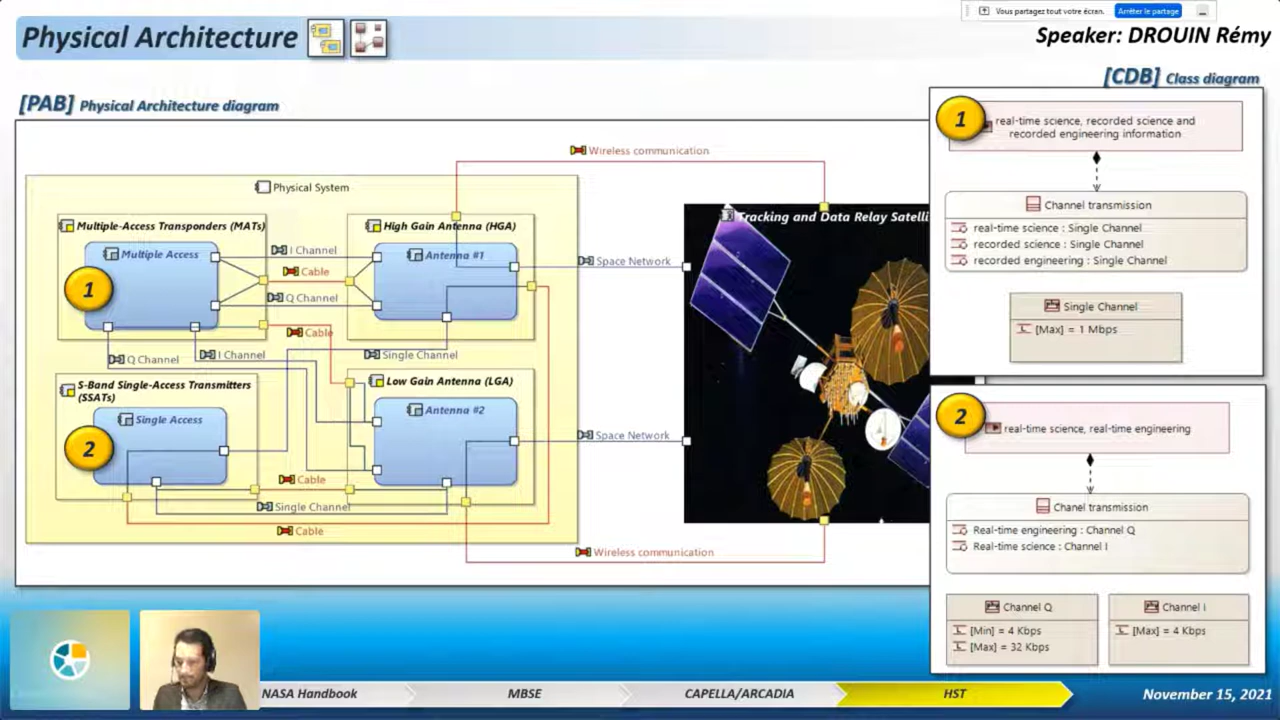 Vous partagez tout votre écran.
Arrêter le partage
Physical Architecture
Speaker: DROUIN Rémy
[CDB] Class diagram
[PAB] Physical Architecture diagram
Wireless communication
Physical System
Multiple-Access Transponders (MATs)
Multiple Access
1
I Channel
Cable
Q Channel
High Gain Antenna (HGA)
Antenna #1
Space Network
Tracking and Data Relay Satelli
Cable
Q Channel
I Channel
Single Channel
S-Band Single-Access Transmitters
(SSATs)
Single Access
2
Low Gain Antenna (LGA)
Antenna #2
Space Network
Cable
Single Channel
Cable
Wireless communication
1
real-time science, recorded science and
recorded engineering information
Channel transmission
real-time science : Single Channel
recorded science : Single Channel
recorded engineering : Single Channel
Single Channel
[Max] = 1 Mbps
2
real-time science, real-time engineering
Chanel transmission
Real-time engineering : Channel Q
Real-time science : Channel I
Channel Q
[Min] = 4 Kbps
[Max] = 32 Kbps
Channel I
[Max] = 4 Kbps
NASA Handbook
MBSE
CAPELLA/ARCADIA
HST
November 15, 2021